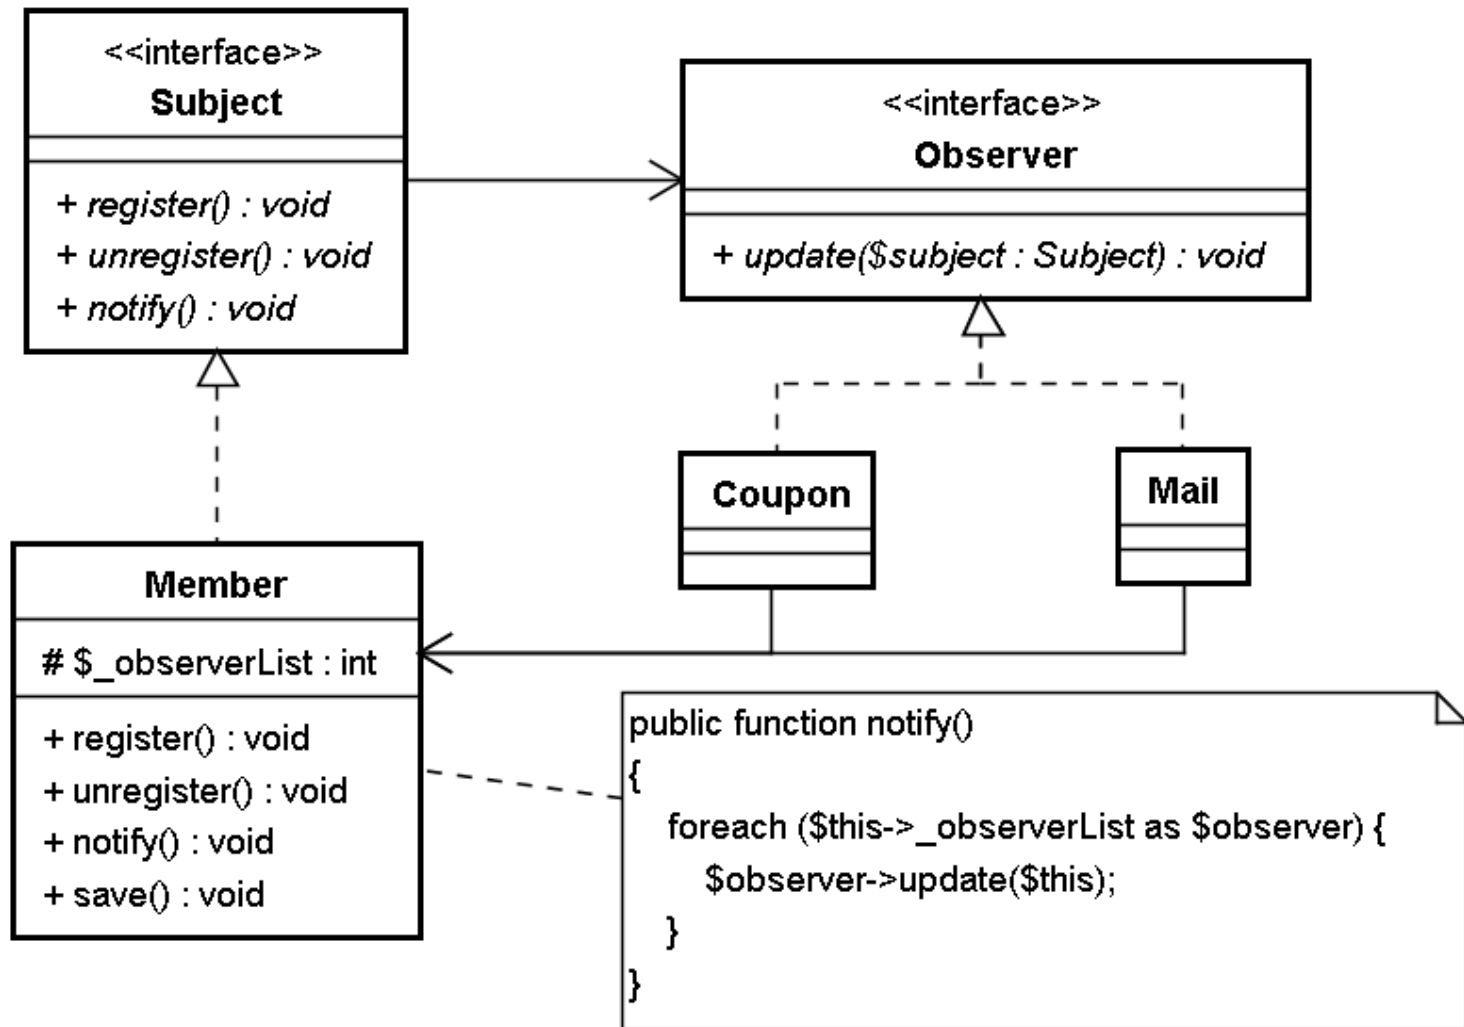 <<interface>>
Subject
+ register() : void
+ unregister() : void
+ notify() : void
<<interface>>
Observer
+ update($subject : Subject) : void
Coupon
Mail
Member
# $_observerList : int
+ register() : void
+ unregister() : void
+ notify() : void
+ save() : void
public function notify()
{
foreach ($this->_observerList as $observer) {
$observer->update($this);
}
}